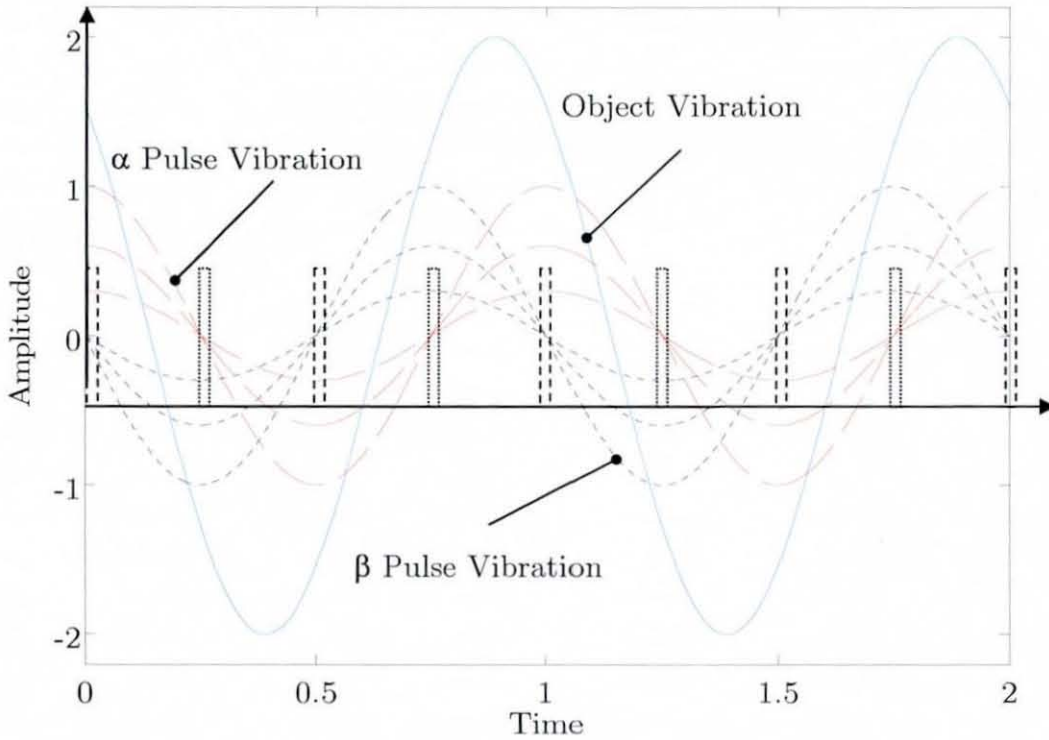 2
Object Vibration
α Pulse Vibration
1
Amplitude
0
-1
β Pulse Vibration
-2
0 0.5 1 1.5 2
Time